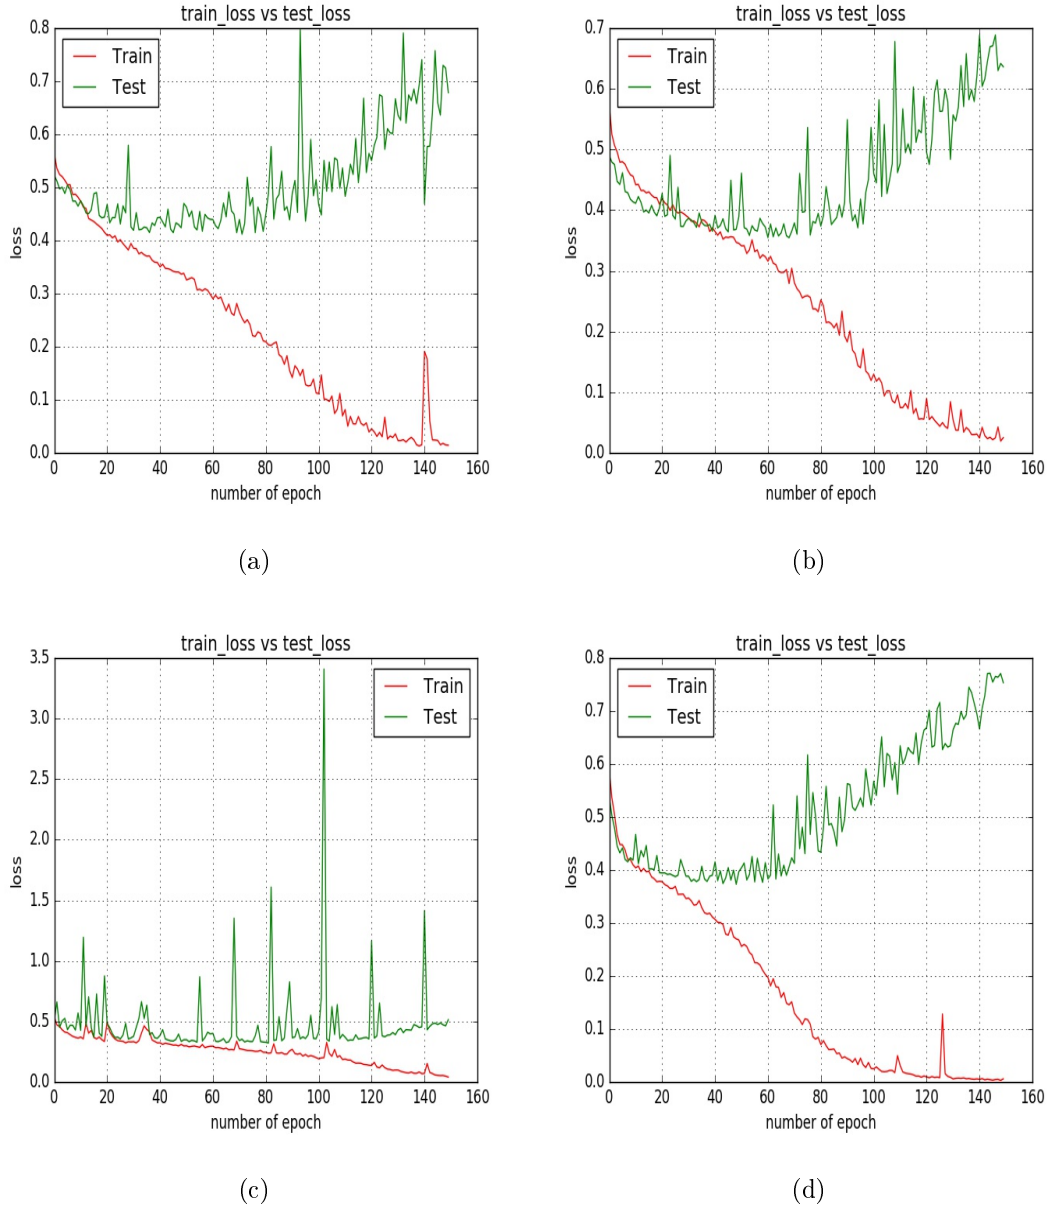 train_loss vs test_loss
Train
Test
loss
0.8
0.7
0.6
0.5
0.4
0.3
0.2
0.1
0.0
0 20 40 60 80 100 120 140 160
number of epoch
(a)
train_loss vs test_loss
Train
Test
loss
0.7
0.6
0.5
0.4
0.3
0.2
0.1
0.0
0 20 40 60 80 100 120 140 160
number of epoch
(b)
train_loss vs test_loss
Train
Test
loss
3.5
3.0
2.5
2.0
1.5
1.0
0.5
0.0
0 20 40 60 80 100 120 140 160
number of epoch
(c)
train_loss vs test_loss
Train
Test
loss
0.8
0.7
0.6
0.5
0.4
0.3
0.2
0.1
0.0
0 20 40 60 80 100 120 140 160
number of epoch
(d)